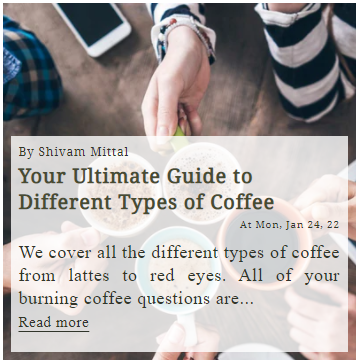 By Shivam Mittal
Your Ultimate Guide to
Different Types of Coffee
At Mon, Jan 24, 22
We cover all the different types of coffee
from lattes to red eyes. All of your
burning coffee questions are...
Read more